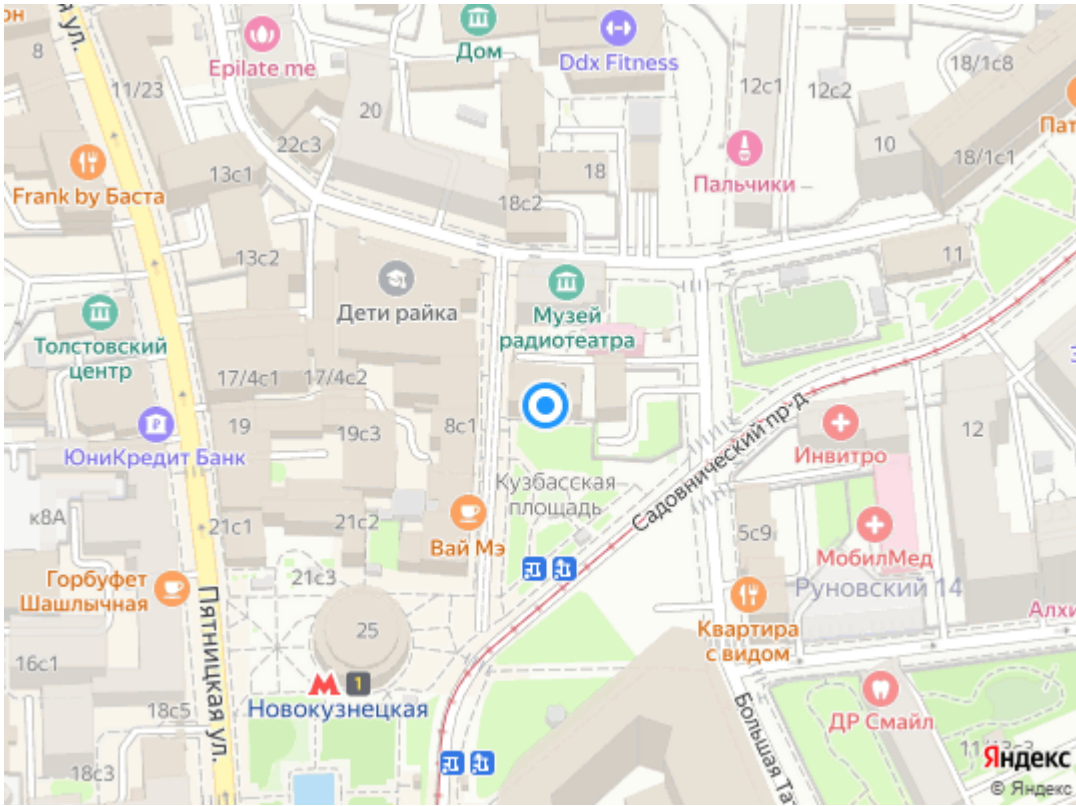 он
я ул.
8
Epilate me
Дом
Ddx Fitness
18/1с8
11/23
20
12с1
12с2
Пат
22с3
10
Frank by Баста
13с1
18
Пальчики
18/1с1
18с2
13с2
11
Дети райка
Музей
радиотеатра
Толстовский
центр
17/4с1
17/4с2
19
19с3
8с1
ЮниКредит Банк
Садовнический пр-д
Инвитро
12
Кузбасская
площадь
к8А
21с1
21с2
Вай Мэ
5с9
МобилМед
Горбуфет
Шашлычная
21с3
Руновский 14
Пятницкая ул.
25
Квартира
с видом
Алхи
16с1
1
Новокузнецкая
18с5
Большая Та
ДР Смайл
18с3
Яндекс
© Яндекс